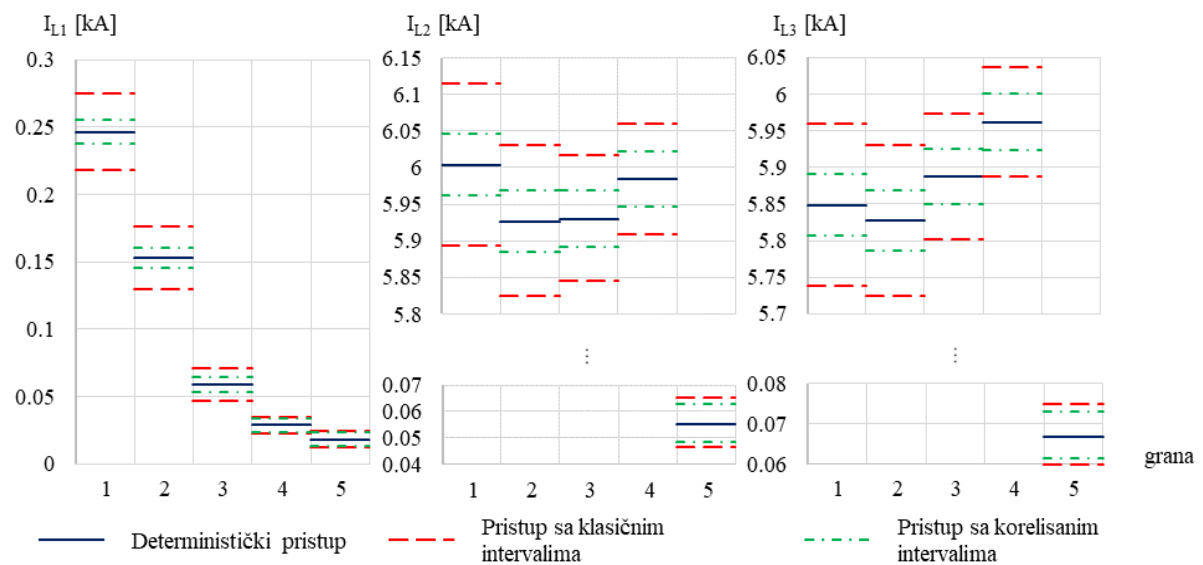 I_L1 [kA]
0.3
0.25
0.2
0.15
0.1
0.05
0
1 2 3 4 5
I_L2 [kA]
6.15
6.1
6.05
6
5.95
5.9
5.85
5.8
⋮
0.07
0.06
0.05
0.04
1 2 3 4 5
I_L3 [kA]
6.05
6
5.95
5.9
5.85
5.8
5.75
5.7
⋮
0.08
0.07
0.06
1 2 3 4 5
grana
Deterministički pristup
Pristup sa klasičnim
intervalima
Pristup sa korelisanim
intervalima